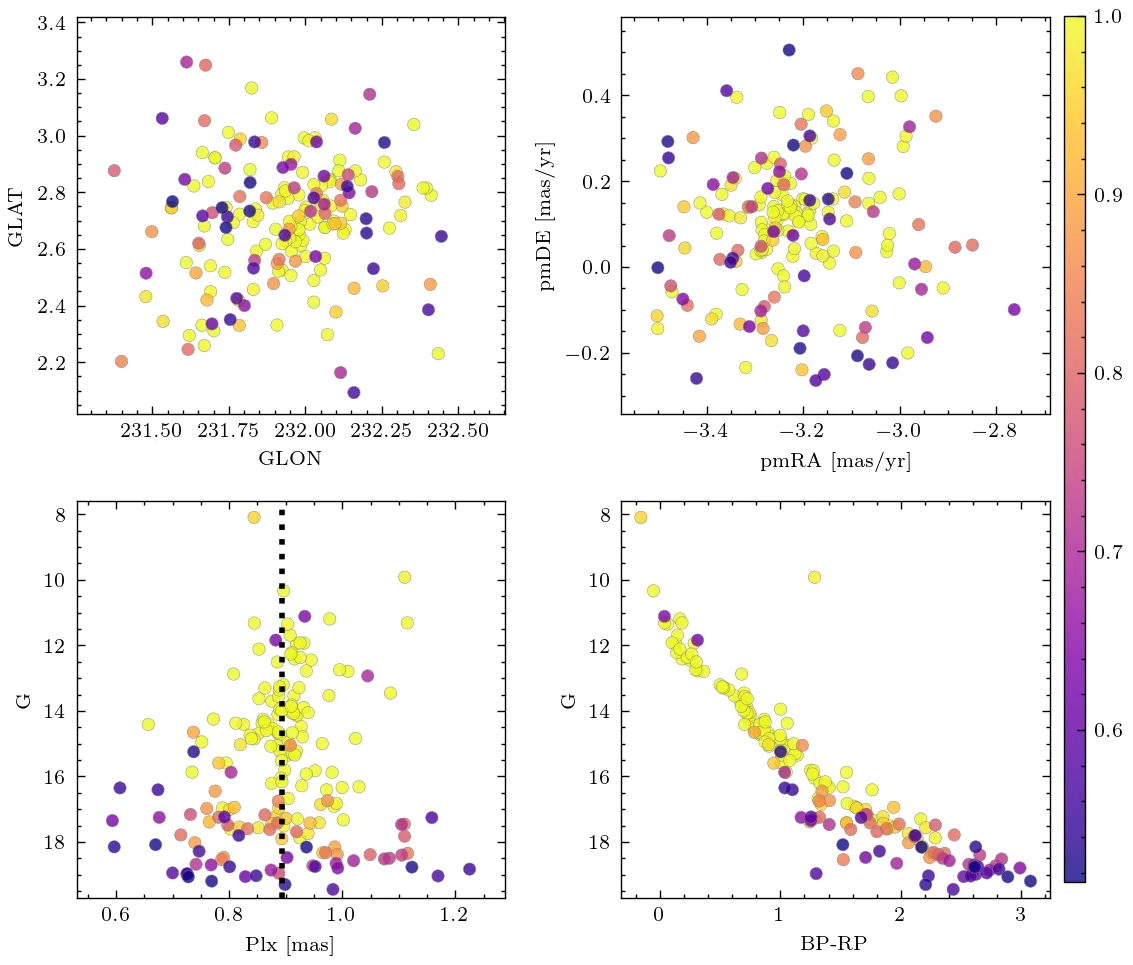 3.4
3.2
3.0
2.8
2.6
2.4
2.2
GLAT
231.50 231.75 232.00 232.25 232.50
GLON
0.4
0.2
0.0
−0.2
pmDE [mas/yr]
−3.4 −3.2 −3.0 −2.8
pmRA [mas/yr]
1.0
0.9
0.8
0.7
0.6
8
10
12
14
16
18
G
0.6 0.8 1.0 1.2
Plx [mas]
8
10
12
14
16
18
G
0 1 2 3
BP-RP